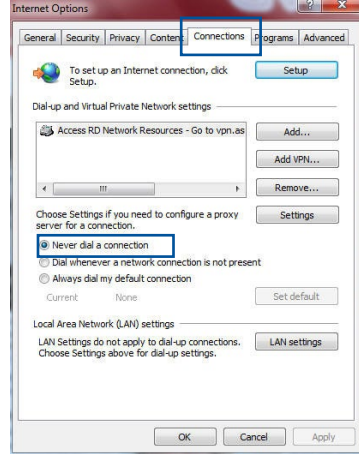 Internet Options
General Security Privacy Content Connections Programs Advanced
To set up an Internet connection, click
Setup.
Setup
Dial-up and Virtual Private Network settings
Access RD Network Resources - Go to vpn.as
Add...
Add VPN...
Remove...
Choose Settings if you need to configure a proxy
server for a connection.
Settings
Never dial a connection
Dial whenever a network connection is not present
Always dial my default connection
Current None
Set default
Local Area Network (LAN) settings
LAN Settings do not apply to dial-up connections.
Choose Settings above for dial-up settings.
LAN settings
OK Cancel Apply